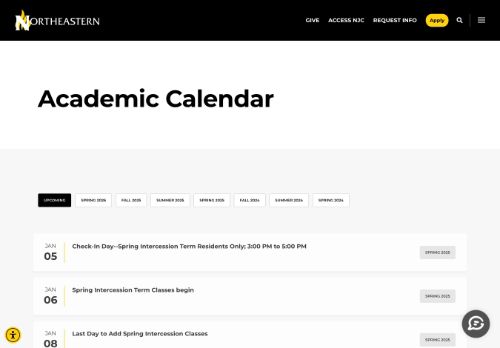 NORTHEASTERN
GIVE ACCESS NJC REQUEST INFO Apply
Academic Calendar
UPCOMING SPRING 2026 FALL 2025 SUMMER 2025 SPRING 2025 FALL 2024 SUMMER 2024 SPRING 2024
JAN
05
Check-In Day--Spring Intercession Term Residents Only; 3:00 PM to 5:00 PM
SPRING 2025
JAN
06
Spring Intercession Term Classes begin
SPRING 2025
JAN
08
Last Day to Add Spring Intercession Classes
SPRING 2025